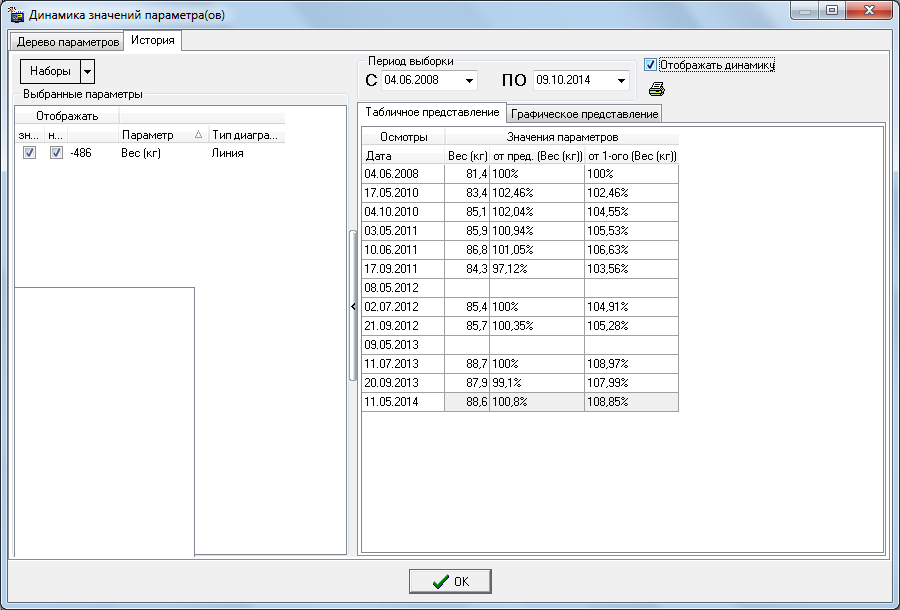 Динамика значений параметра(ов)
Дерево параметров История
Наборы
Выбранные параметры
Отображать
зн... н... Параметр Тип диагра...
-486 Вес (кг) Линия
Период выборки
С 04.06.2008 ПО 09.10.2014
Отображать динамику
Табличное представление Графическое представление
Осмотры Значения параметров
Дата Вес (кг) от пред. (Вес (кг)) от 1-ого (Вес (кг))
04.06.2008 81,4 100% 100%
17.05.2010 83,4 102,46% 102,46%
04.10.2010 85,1 102,04% 104,55%
03.05.2011 85,9 100,94% 105,53%
10.06.2011 86,8 101,05% 106,63%
17.09.2011 84,3 97,12% 103,56%
08.05.2012
02.07.2012 85,4 100% 104,91%
21.09.2012 85,7 100,35% 105,28%
09.05.2013
11.07.2013 88,7 100% 108,97%
20.09.2013 87,9 99,1% 107,99%
11.05.2014 88,6 100,8% 108,85%
OK